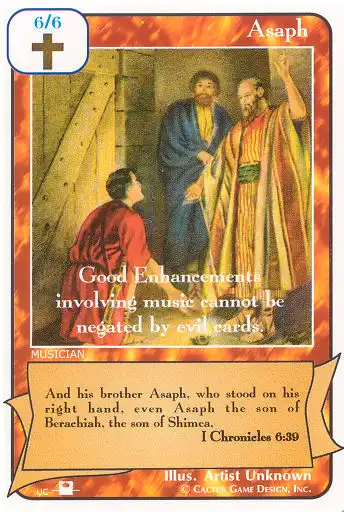 6/6
Asaph
Good Enhancements
involving music cannot be
negated by evil cards.
MUSICIAN
And his brother Asaph, who stood on his
right hand, even Asaph the son of
Berachiah, the son of Shimea,
I Chronicles 6:39
Illus. Artist Unknown
UC
© Cactus Game Design, Inc.